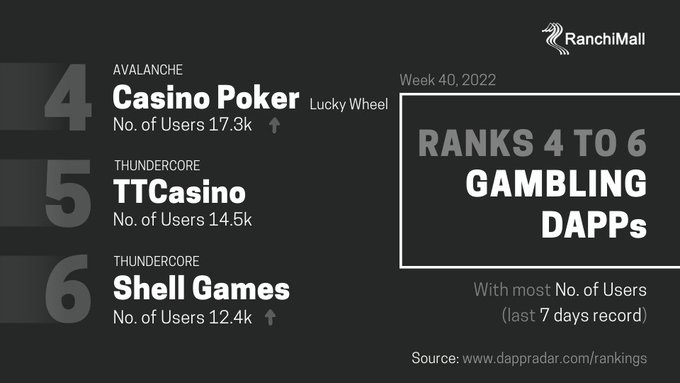 RanchiMall
Week 40, 2022
RANKS 4 TO 6
GAMBLING
DAPPs
With most No. of Users
(last 7 days record)
4
AVALANCHE
Casino Poker Lucky Wheel
No. of Users 17.3k
5
THUNDERCORE
TTCasino
No. of Users 14.5k
6
THUNDERCORE
Shell Games
No. of Users 12.4k
Source: www.dappradar.com/rankings